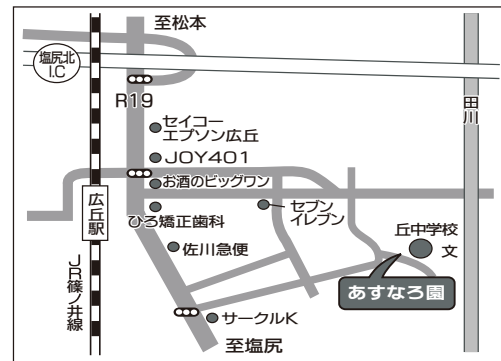 至松本
塩尻北
I.C
R19
田川
セイコー
エプソン広丘
JOY401
お酒のビッグワン
広丘駅
ひろ矯正歯科
セブン
イレブン
丘中学校
文
佐川急便
あすなろ園
JR篠ノ井線
サークルK
至塩尻